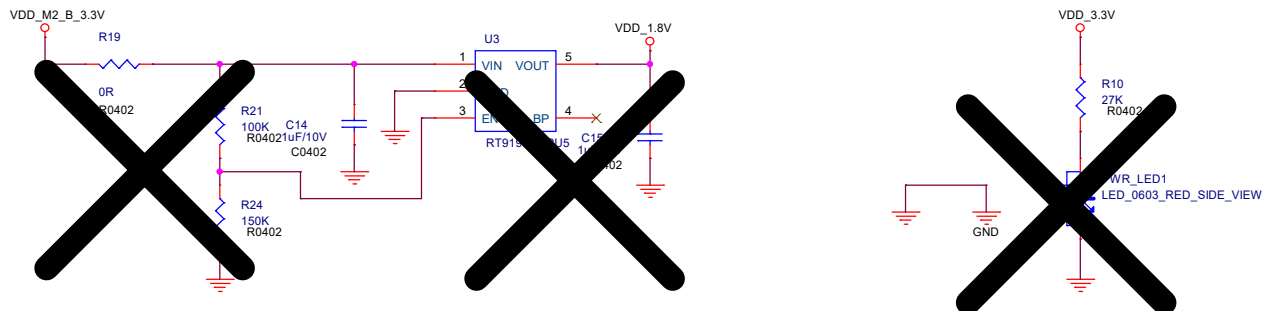 VDD_M2_B_3.3V
R19
0R
R0402
R21
100K
R0402
C14
1uF/10V
C0402
R24
150K
R0402
U3
1
VIN
VOUT
5
2
3
BP
4
VDD_1.8V
C0402
VDD_3.3V
R10
27K
R0402
LED_0603_RED_SIDE_VIEW
GND